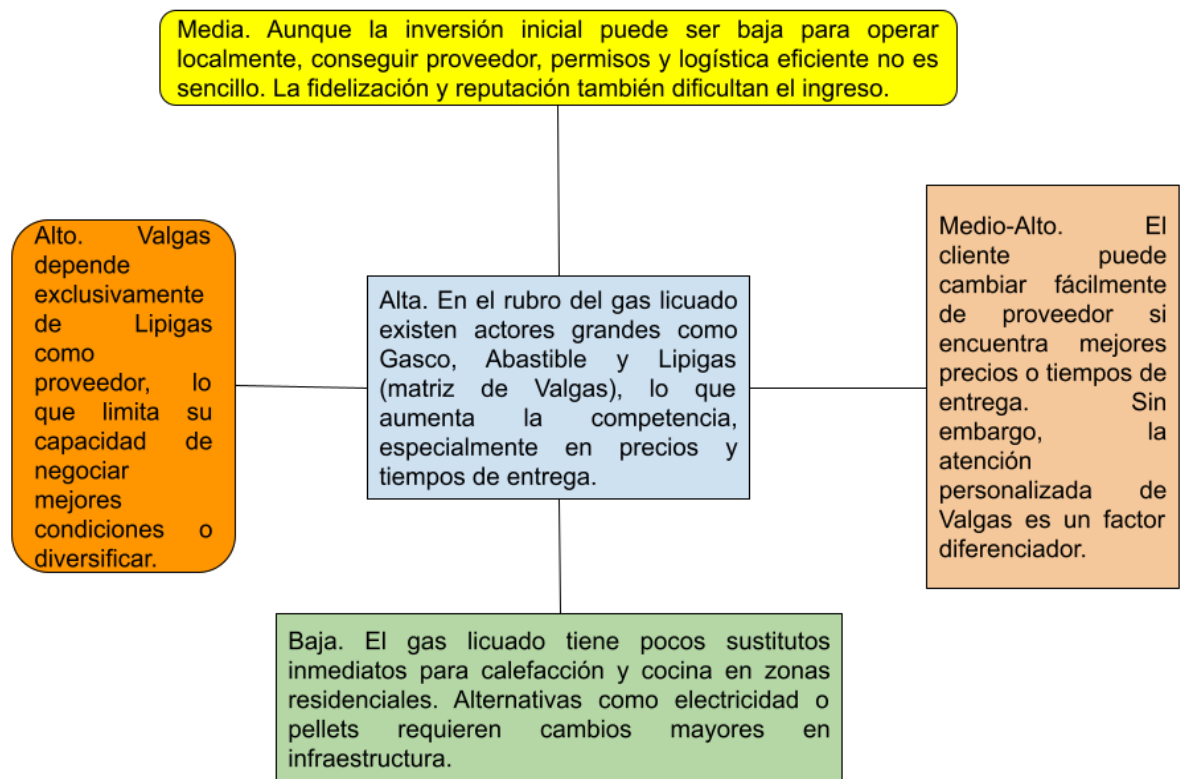 Media. Aunque la inversión inicial puede ser baja para operar
localmente, conseguir proveedor, permisos y logística eficiente no es
sencillo. La fidelización y reputación también dificultan el ingreso.
Alto. Valgas
depende
exclusivamente
de Lipigas
como
proveedor, lo
que limita su
capacidad de
negociar
mejores
condiciones o
diversificar.
Alta. En el rubro del gas licuado
existen actores grandes como
Gasco, Abastible y Lipigas
(matriz de Valgas), lo que
aumenta la competencia,
especialmente en precios y
tiempos de entrega.
Medio-Alto. El
cliente puede
cambiar fácilmente
de proveedor si
encuentra mejores
precios o tiempos de
entrega. Sin
embargo, la
atención
personalizada de
Valgas es un factor
diferenciador.
Baja. El gas licuado tiene pocos sustitutos
inmediatos para calefacción y cocina en zonas
residenciales. Alternativas como electricidad o
pellets requieren cambios mayores en
infraestructura.